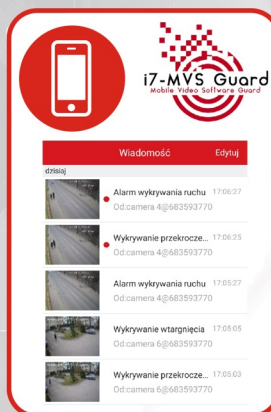 i7-MVS Guard
Mobile Video Software Guard
Wiadomość Edytuj
dzisiaj
Alarm wykrywania ruchu 17:06:27
Od:camera 4@683593770
Wykrywanie przekrocze... 17:06:25
Od:camera 4@683593770
Alarm wykrywania ruchu 17:05:27
Od:camera 4@683593770
Wykrywanie wtargnięcia 17:05:05
Od:camera 6@683593770
Wykrywanie przekrocze... 17:05:03
Od:camera 6@683593770